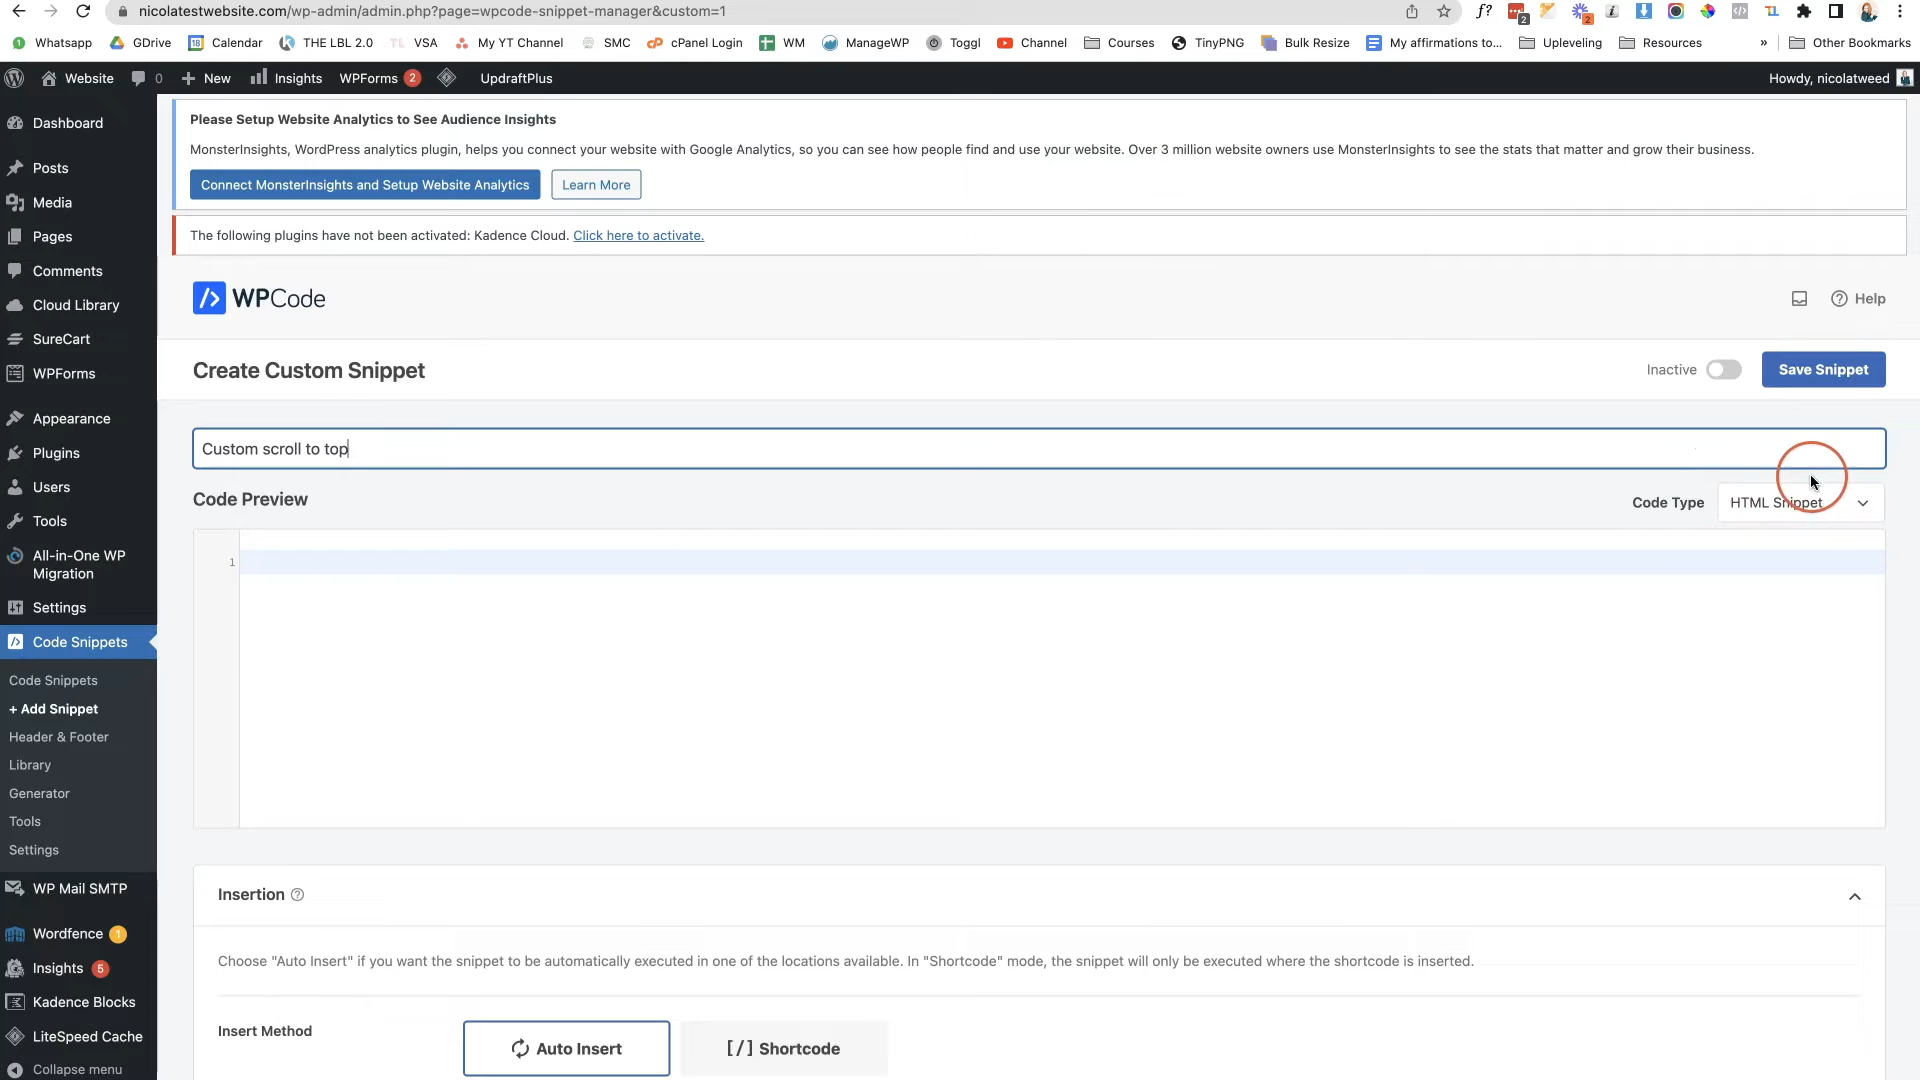 nicolatestwebsite.com/wp-admin/admin.php?page=wpcode-snippet-manager&custom=1
f?
2
2
i
TL
Whatsapp
GDrive
18
Calendar
THE LBL 2.0
TL
VSA
My YT Channel
SMC
cP
cPanel Login
WM
ManageWP
Toggl
Channel
Courses
TinyPNG
Bulk Resize
My affirmations to...
Upleveling
Resources
»
Other Bookmarks
Website
0
+ New
Insights
WPForms 2
UpdraftPlus
Howdy, nicolatweed
Dashboard
Posts
Media
Pages
Comments
Cloud Library
SureCart
WPForms
Appearance
Plugins
Users
Tools
All-in-One WP
Migration
Settings
Code Snippets
Code Snippets
+ Add Snippet
Header & Footer
Library
Generator
Tools
Settings
WP Mail SMTP
Wordfence 1
Insights 5
Kadence Blocks
LiteSpeed Cache
Collapse menu
Please Setup Website Analytics to See Audience Insights
MonsterInsights, WordPress analytics plugin, helps you connect your website with Google Analytics, so you can see how people find and use your website. Over 3 million website owners use MonsterInsights to see the stats that matter and grow their business.
Connect MonsterInsights and Setup Website Analytics
Learn More
The following plugins have not been activated: Kadence Cloud. Click here to activate.
WPCode
? Help
Create Custom Snippet
Inactive
Save Snippet
Custom scroll to top
Code Preview
Code Type
HTML Snippet
1
Insertion ?
Choose "Auto Insert" if you want the snippet to be automatically executed in one of the locations available. In "Shortcode" mode, the snippet will only be executed where the shortcode is inserted.
Insert Method
Auto Insert
[/] Shortcode